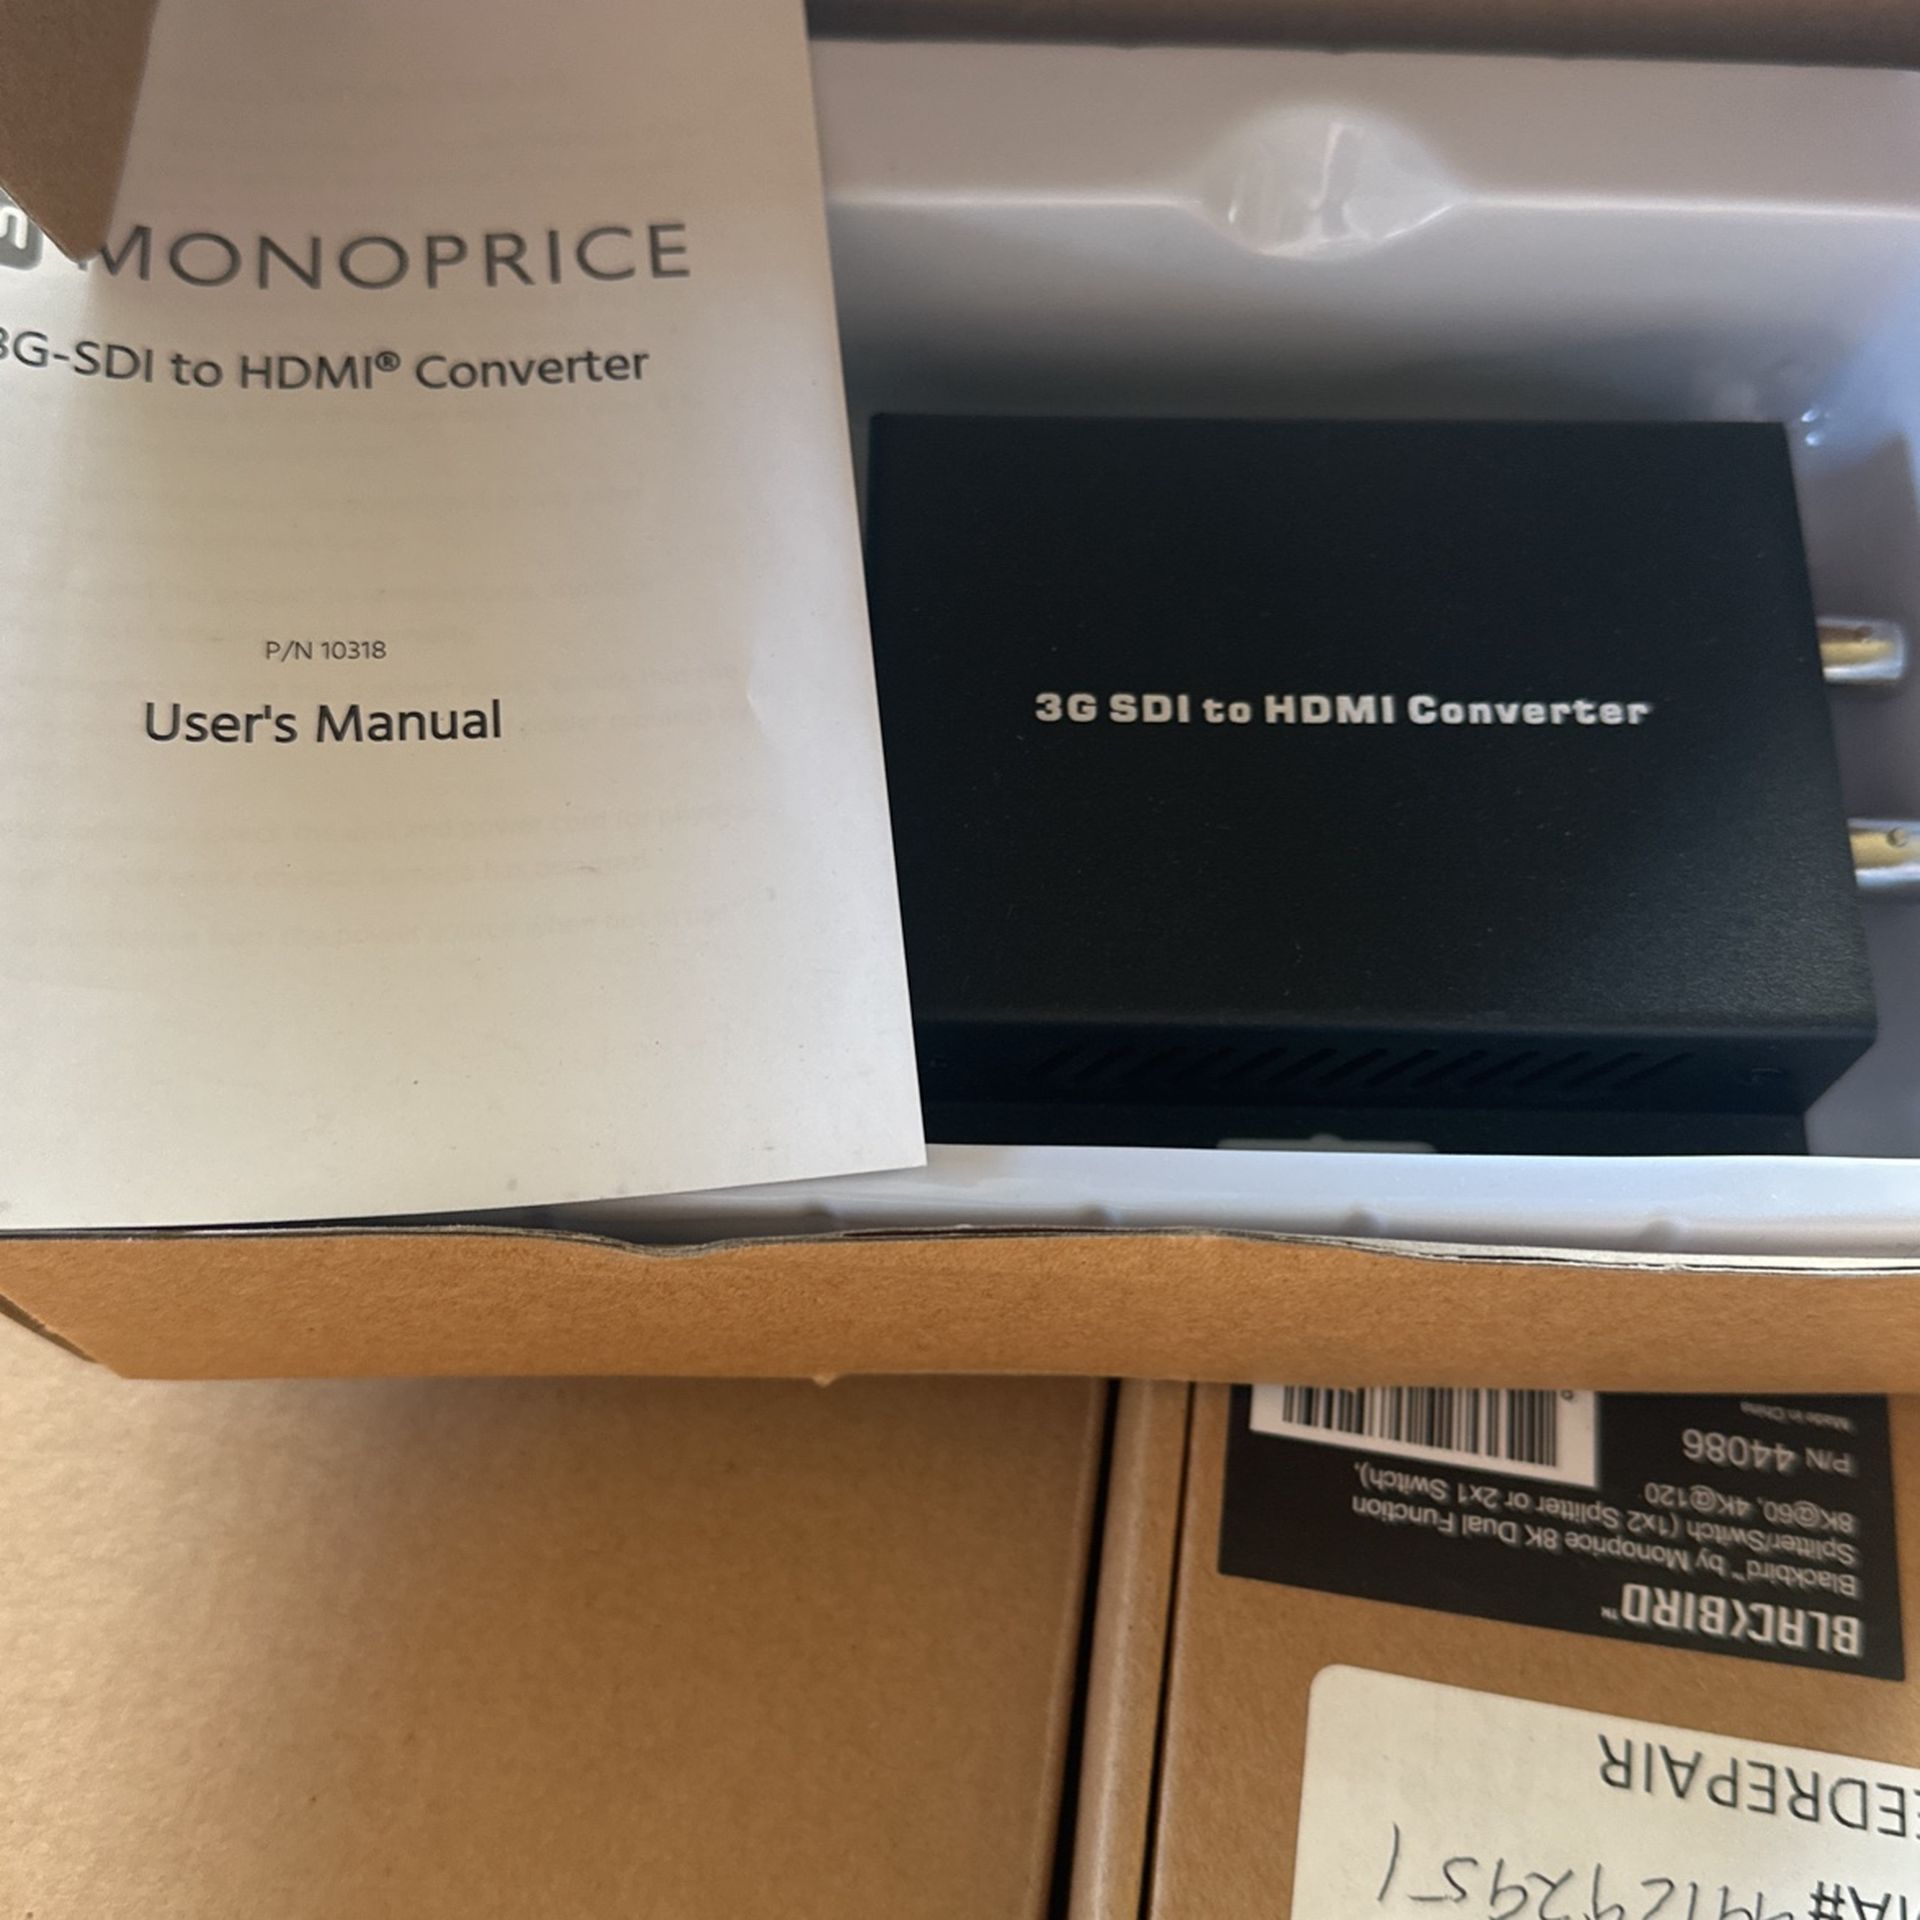 MONOPRICE
3G-SDI to HDMI® Converter
P/N 10318
User's Manual
3G SDI to HDMI Converter
BLACKBIRD™
Blackbird™ by Monoprice 8K Dual Function
Splitter/Switch (1x2 Splitter or 2x1 Switch),
8K@60, 4K@120
P/N 44086
Made in China
EDREPAIR